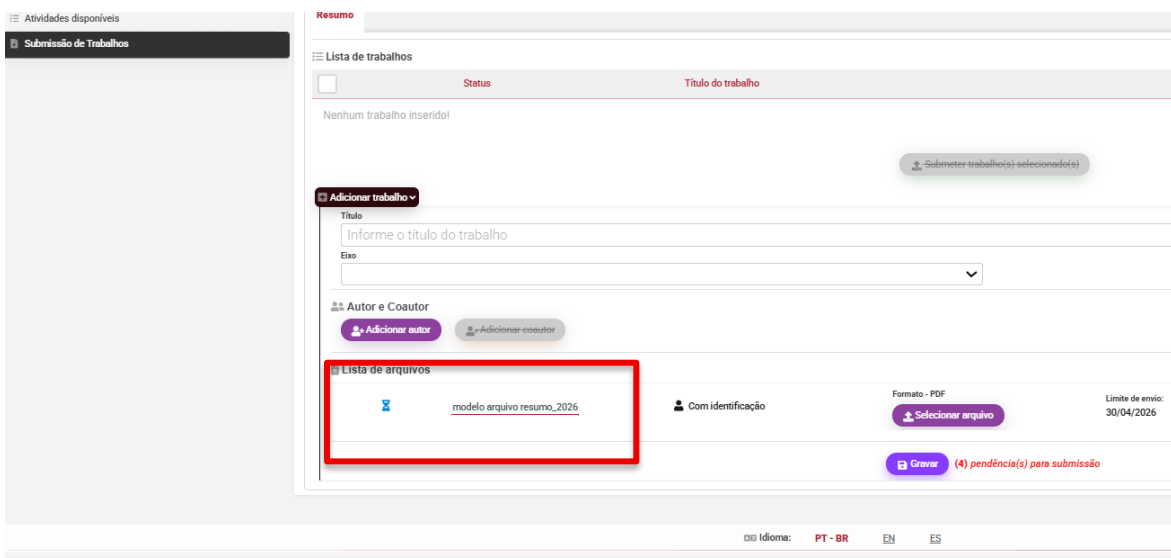 Atividades disponíveis
Resumo
Submissão de Trabalhos
Lista de trabalhos
Status Título do trabalho
Nenhum trabalho inserido!
Submeter trabalho(s) selecionado(s)
Adicionar trabalho
Título
Informe o título do trabalho
Eixo
Autor e Coautor
Adicionar autor Adicionar coautor
Lista de arquivos
modelo arquivo resumo_2026 Com identificação Formato - PDF Selecionar arquivo Limite de envio: 30/04/2026
Gravar (4) pendência(s) para submissão
Idioma: PT - BR EN ES